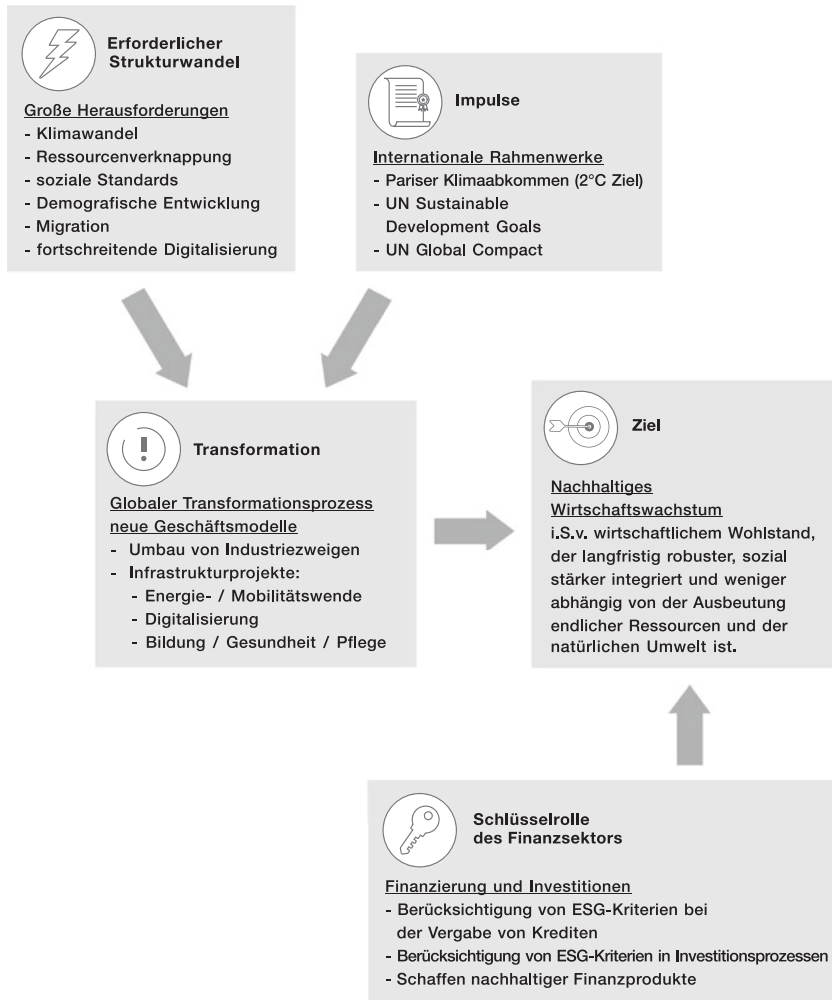 Erforderlicher
Strukturwandel
Große Herausforderungen
- Klimawandel
- Ressourcenverknappung
- soziale Standards
- Demografische Entwicklung
- Migration
- fortschreitende Digitalisierung
Impulse
Internationale Rahmenwerke
- Pariser Klimaabkommen (2°C Ziel)
- UN Sustainable
Development Goals
- UN Global Compact
Transformation
Globaler Transformationsprozess
neue Geschäftsmodelle
- Umbau von Industriezweigen
- Infrastrukturprojekte:
- Energie- / Mobilitätswende
- Digitalisierung
- Bildung / Gesundheit / Pflege
Ziel
Nachhaltiges
Wirtschaftswachstum
i.S.v. wirtschaftlichem Wohlstand,
der langfristig robuster, sozial
stärker integriert und weniger
abhängig von der Ausbeutung
endlicher Ressourcen und der
natürlichen Umwelt ist.
Schlüsselrolle
des Finanzsektors
Finanzierung und Investitionen
- Berücksichtigung von ESG-Kriterien bei
der Vergabe von Krediten
- Berücksichtigung von ESG-Kriterien in Investitionsprozessen
- Schaffen nachhaltiger Finanzprodukte